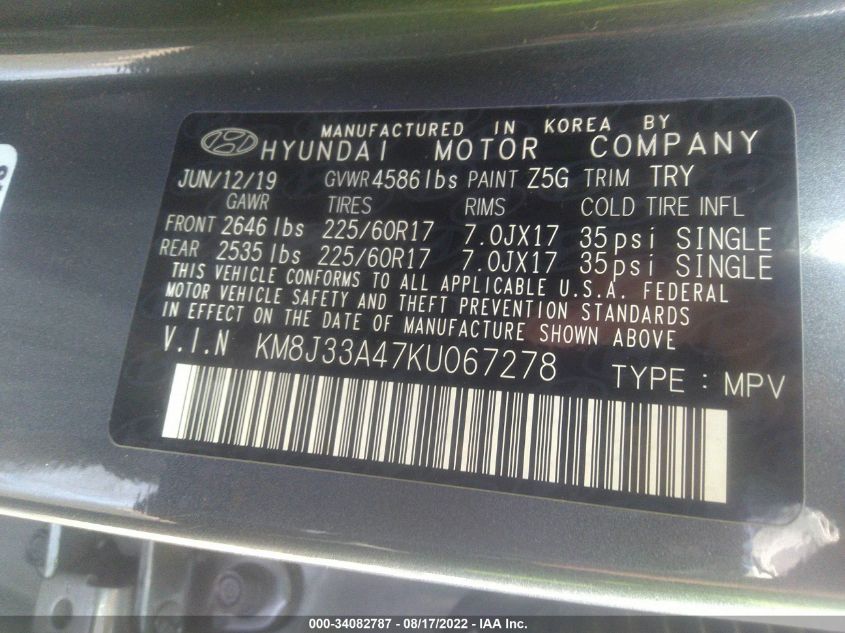 MANUFACTURED IN KOREA BY
HYUNDAI MOTOR COMPANY
JUN/12/19 GVWR 4586 lbs PAINT Z5G TRIM TRY
GAWR TIRES RIMS COLD TIRE INFL
FRONT 2646 lbs 225/60R17 7.0JX17 35psi SINGLE
REAR 2535 lbs 225/60R17 7.0JX17 35psi SINGLE
THIS VEHICLE CONFORMS TO ALL APPLICABLE U.S.A. FEDERAL
MOTOR VEHICLE SAFETY AND THEFT PREVENTION STANDARDS
IN EFFECT ON THE DATE OF MANUFACTURE SHOWN ABOVE
V.I.N KM8J33A47KU067278 TYPE : MPV
000-34082787 - 08/17/2022 - IAA Inc.